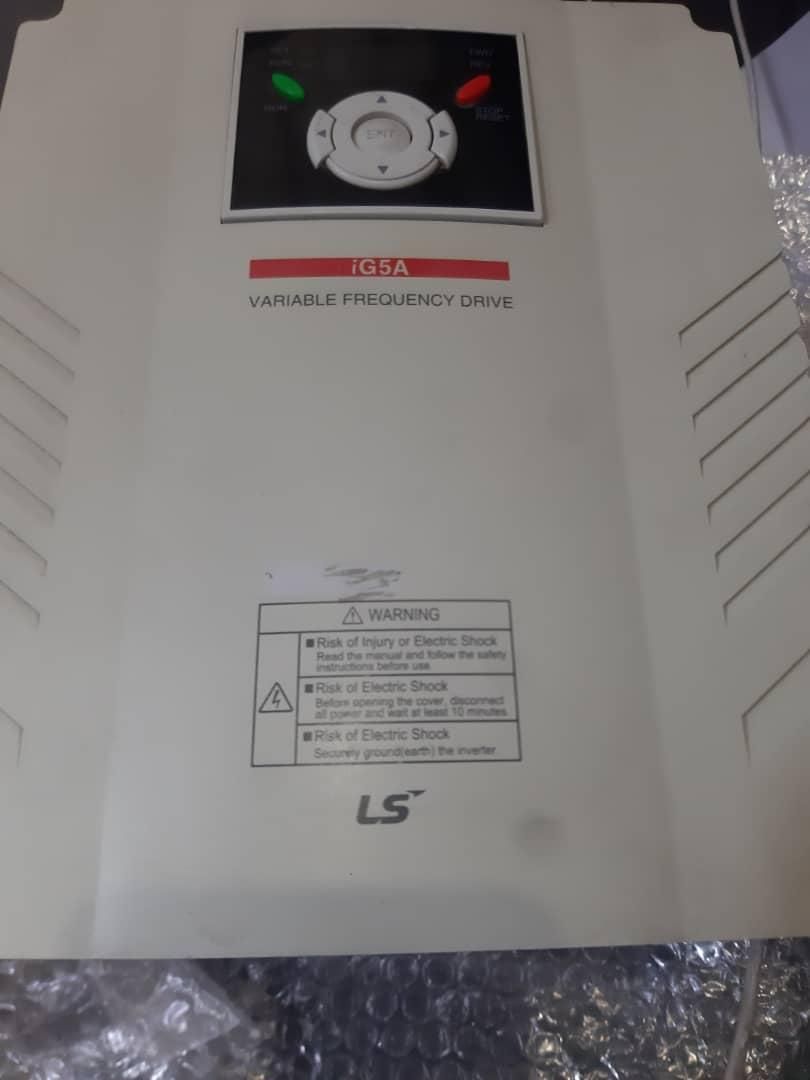 SET
RUN
FWD
REV
RUN
STOP
RESET
ENT
iG5A
VARIABLE FREQUENCY DRIVE
WARNING
Risk of Injury or Electric Shock
Read the manual and follow the safety
instructions before use
Risk of Electric Shock
Before opening the cover, disconnect
all power and wait at least 10 minutes
Risk of Electric Shock
Securely ground(earth) the inverter
LS